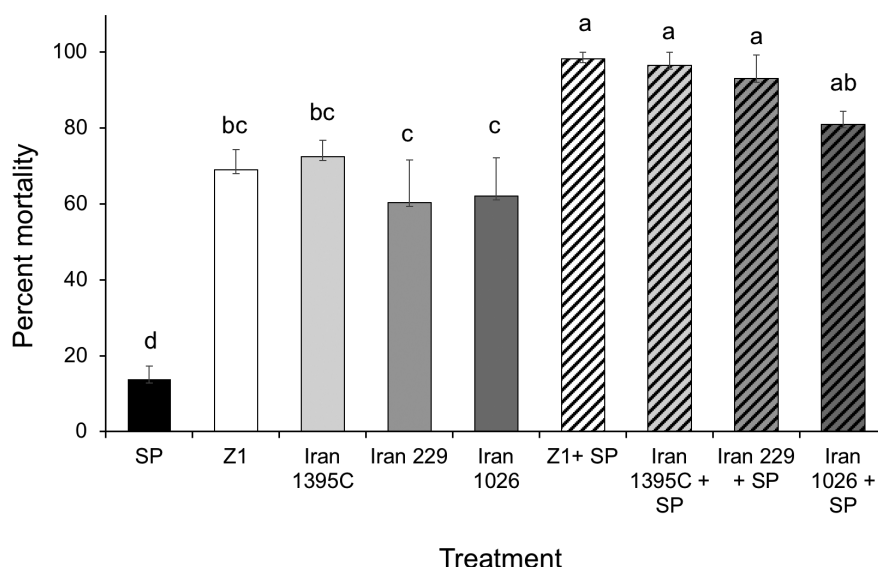 a
a
a
ab
bc
bc
c
c
d
Percent mortality
100
80
60
40
20
0
SP
Z1
Iran
1395C
Iran 229
Iran
1026
Z1+ SP
Iran
1395C +
SP
Iran 229
+ SP
Iran
1026 +
SP
Treatment